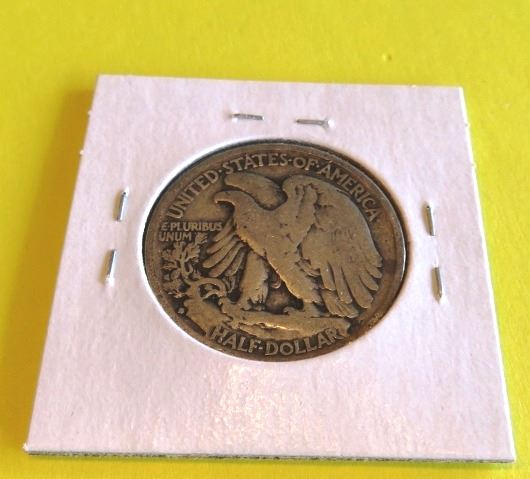 UNITED·STATES·OF·AMERICA
E·PLURIBUS
UNUM
HALF·DOLLAR